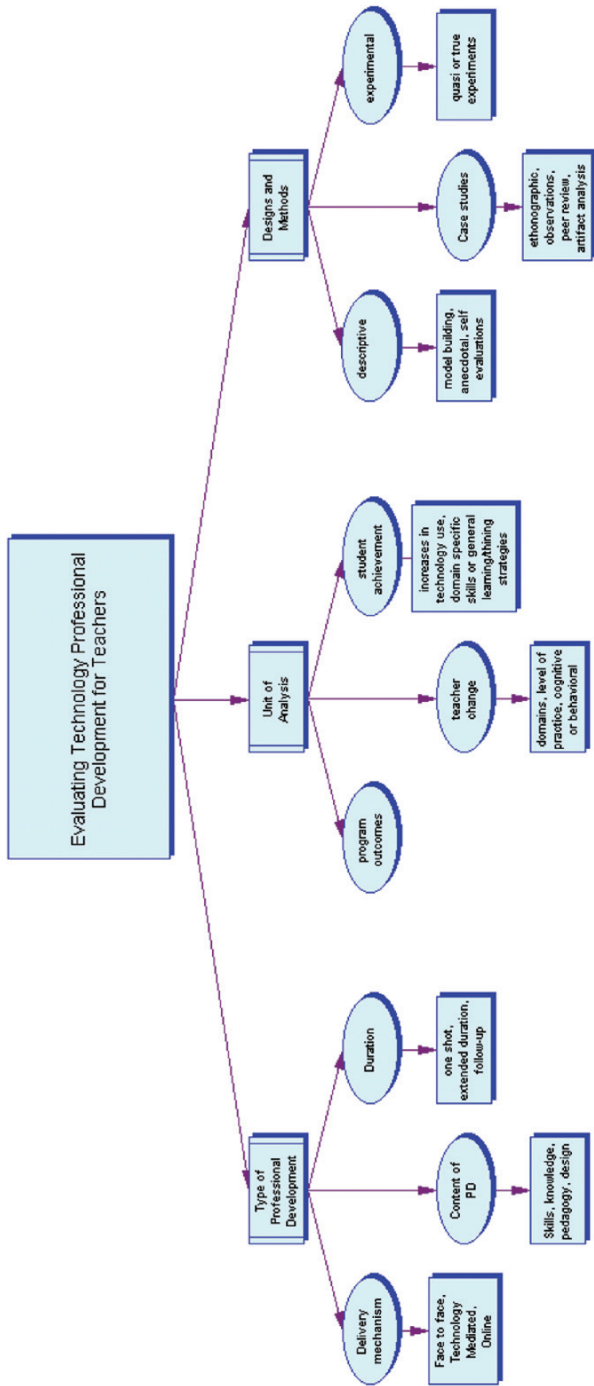 Evaluating Technology Professional
Development for Teachers
Type of
Professional
Development
Unit of
Analysis
Designs and
Methods
Delivery
mechanism
Content of
PD
Duration
program
outcomes
teacher
change
student
achievement
descriptive
Case studies
experimental
Face to face,
Technology
Mediated,
Online
Skills, knowledge,
pedagogy, design
one shot,
extended duration,
follow-up
domains, level of
practice, cognitive
or behavioral
increases in
technology use,
domain specific
skills or general
learning/thining
strategies
model building,
anecdotal, self
evaluations
ethonographic,
observations,
peer review,
artifact analysis
quasi or true
experiments